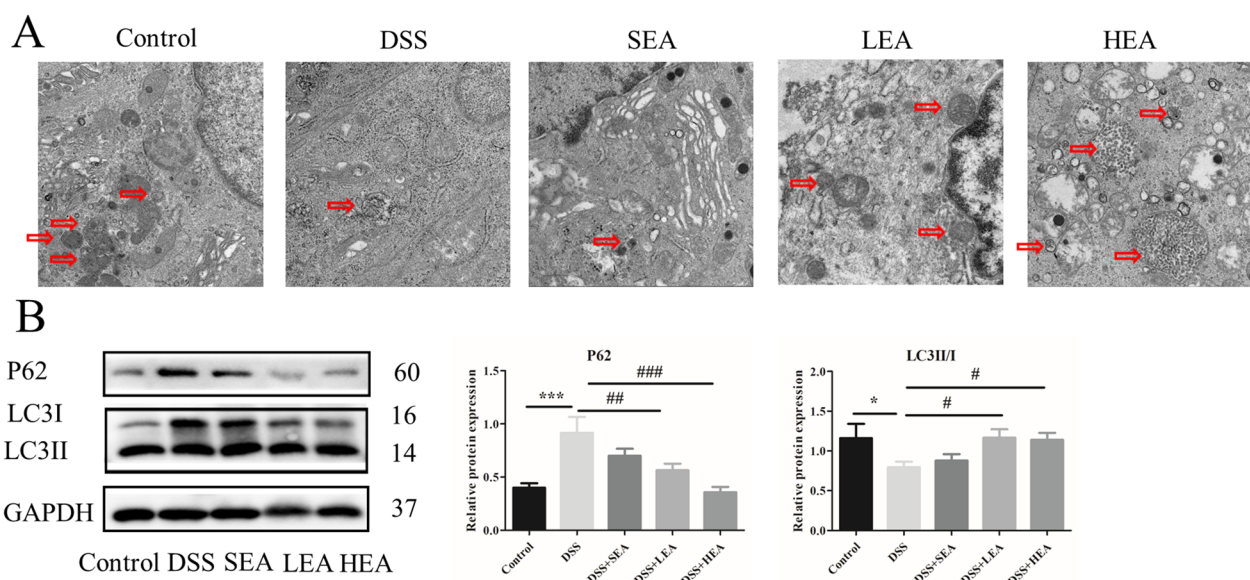 A
Control DSS SEA LEA HEA
B
P62 60
LC3I 16
LC3II 14
GAPDH 37
Control DSS SEA LEA HEA
P62
Relative protein expression
1.5
1.0
0.5
0.0
***
##
###
Control DSS DSS+SEA DSS+LEA DSS+HEA
LC3II/I
Relative protein expression
2.0
1.5
1.0
0.5
0.0
*
#
#
Control DSS DSS+SEA DSS+LEA DSS+HEA